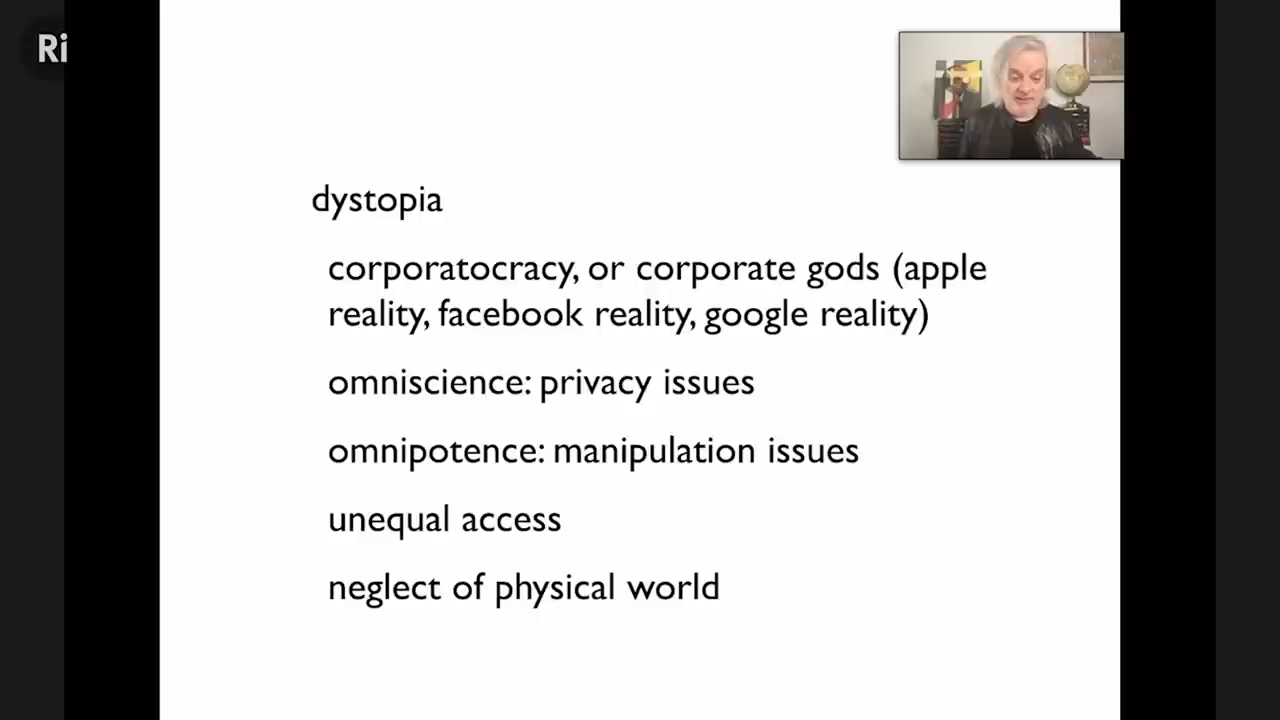 Ri
dystopia
corporatocracy, or corporate gods (apple
reality, facebook reality, google reality)
omniscience: privacy issues
omnipotence: manipulation issues
unequal access
neglect of physical world